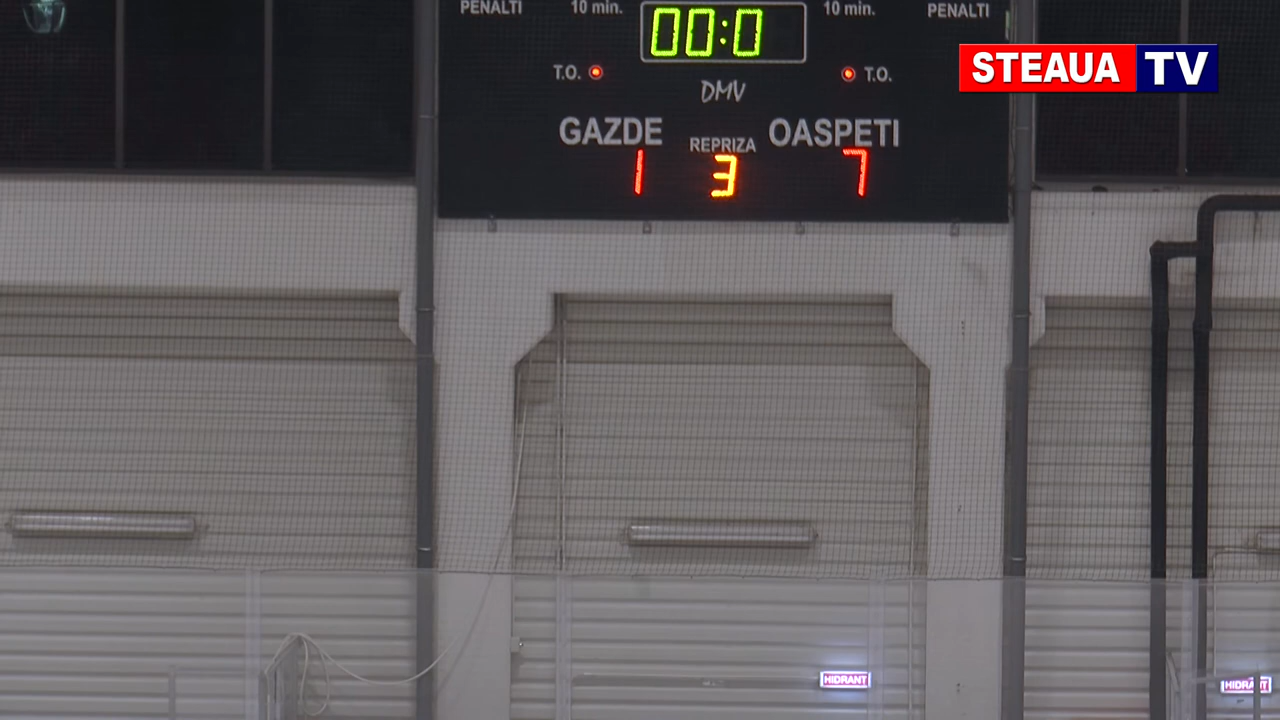 PENALTI 10 min. 00:0 10 min. PENALTI
STEAUA TV
T.O. T.O.
DMV
GAZDE REPRIZA OASPETI
1 3 7
HIDRANT
HIDRANT